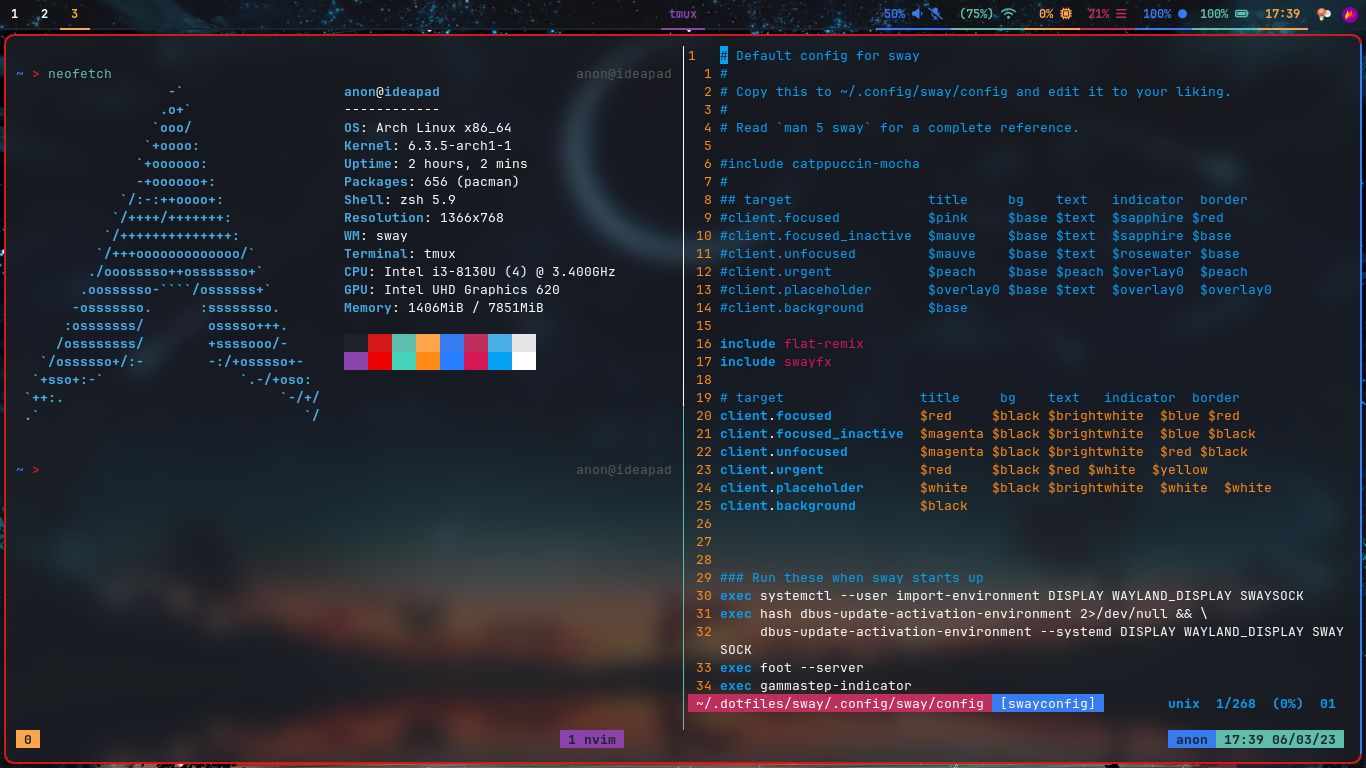 1 2 3 tmux 50% (75%) 0% 21% 100% 100% 17:39
~ > neofetch anon@ideapad
-`
.o+`
`ooo/
`+oooo:
`+oooooo:
-+oooooo+:
`/:-:++oooo+:
`/++++/+++++++:
`/++++++++++++++:
`/+++ooooooooooooo/`
./ooosssso++osssssso+`
.oossssso-````/ossssss+`
-osssssso. :ssssssso.
:osssssss/ osssso+++.
/ossssssss/ +ssssooo/-
`/ossssso+/:- -:/+osssso+-
`+sso+:-` `.-/+oso:
`++:. `-/+/
.` `/
anon@ideapad
------------
OS: Arch Linux x86_64
Kernel: 6.3.5-arch1-1
Uptime: 2 hours, 2 mins
Packages: 656 (pacman)
Shell: zsh 5.9
Resolution: 1366x768
WM: sway
Terminal: tmux
CPU: Intel i3-8130U (4) @ 3.400GHz
GPU: Intel UHD Graphics 620
Memory: 1406MiB / 7851MiB
~ > anon@ideapad
1 # Default config for sway
1 #
2 # Copy this to ~/.config/sway/config and edit it to your liking.
3 #
4 # Read `man 5 sway` for a complete reference.
5
6 #include catppuccin-mocha
7 #
8 ## target title bg text indicator border
9 #client.focused $pink $base $text $sapphire $red
10 #client.focused_inactive $mauve $base $text $sapphire $base
11 #client.unfocused $mauve $base $text $rosewater $base
12 #client.urgent $peach $base $peach $overlay0 $peach
13 #client.placeholder $overlay0 $base $text $overlay0 $overlay0
14 #client.background $base
15
16 include flat-remix
17 include swayfx
18
19 # target title bg text indicator border
20 client.focused $red $black $brightwhite $blue $red
21 client.focused_inactive $magenta $black $brightwhite $blue $black
22 client.unfocused $magenta $black $brightwhite $red $black
23 client.urgent $red $black $red $white $yellow
24 client.placeholder $white $black $brightwhite $white $white
25 client.background $black
26
27
28
29 ### Run these when sway starts up
30 exec systemctl --user import-environment DISPLAY WAYLAND_DISPLAY SWAYSOCK
31 exec hash dbus-update-activation-environment 2>/dev/null && \
32 dbus-update-activation-environment --systemd DISPLAY WAYLAND_DISPLAY SWAY
SOCK
33 exec foot --server
34 exec gammastep-indicator
~/.dotfiles/sway/.config/sway/config [swayconfig] unix 1/268 (0%) 01
0 1 nvim anon 17:39 06/03/23